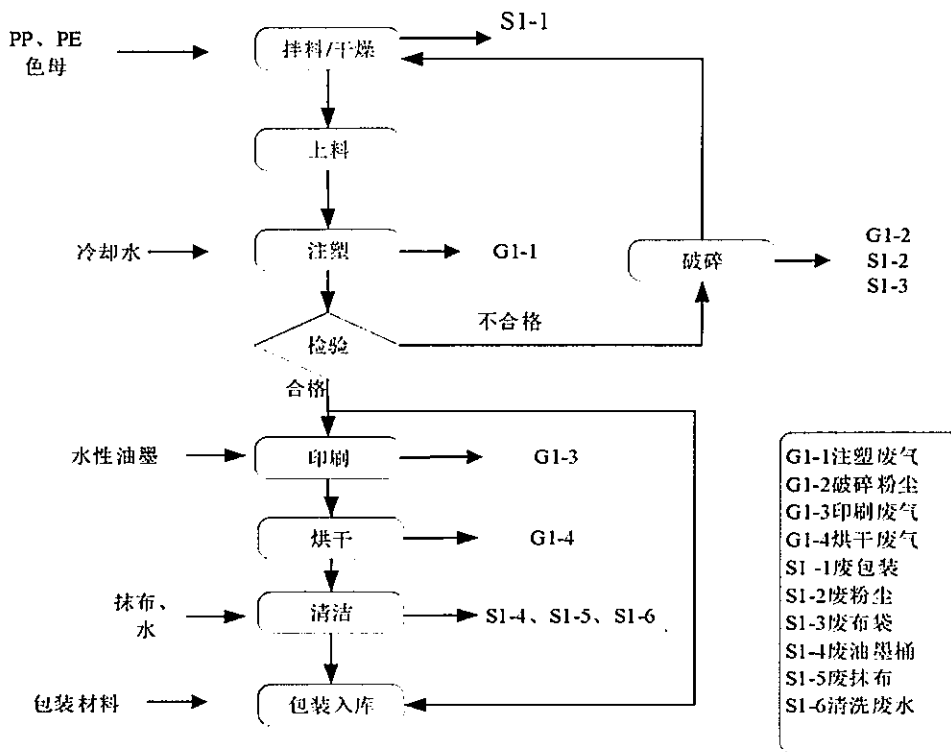 S1-1
PP、PE
色母
拌料/干燥
上料
冷却水
注塑
G1-1
破碎
G1-2
S1-2
S1-3
不合格
检验
合格
水性油墨
印刷
G1-3
烘干
G1-4
抹布、
水
清洁
S1-4、S1-5、S1-6
包装材料
包装入库
G1-1注塑废气
G1-2破碎粉尘
G1-3印刷废气
G1-4烘干废气
S1 -1废包装
S1-2废粉尘
S1-3废布袋
S1-4废油墨桶
S1-5废抹布
S1-6清洗废水